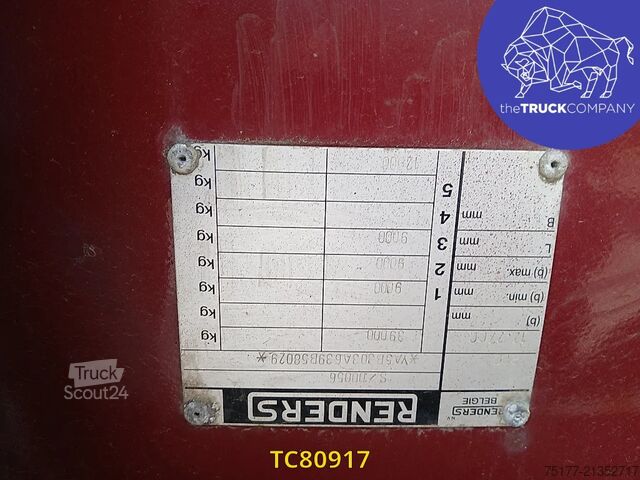 theTRUCKCOMPANY
RENDERS
RENDERS N.V.
BELGIE
39000 kg
kg
1 9000 kg
2 9000 kg
3 9000 kg
4 kg
5 kg
12000 kg
(b) mm
(b) min. mm
(b) max. mm
L mm
B mm
Truck
Scout24
TC80917
75177-21352717